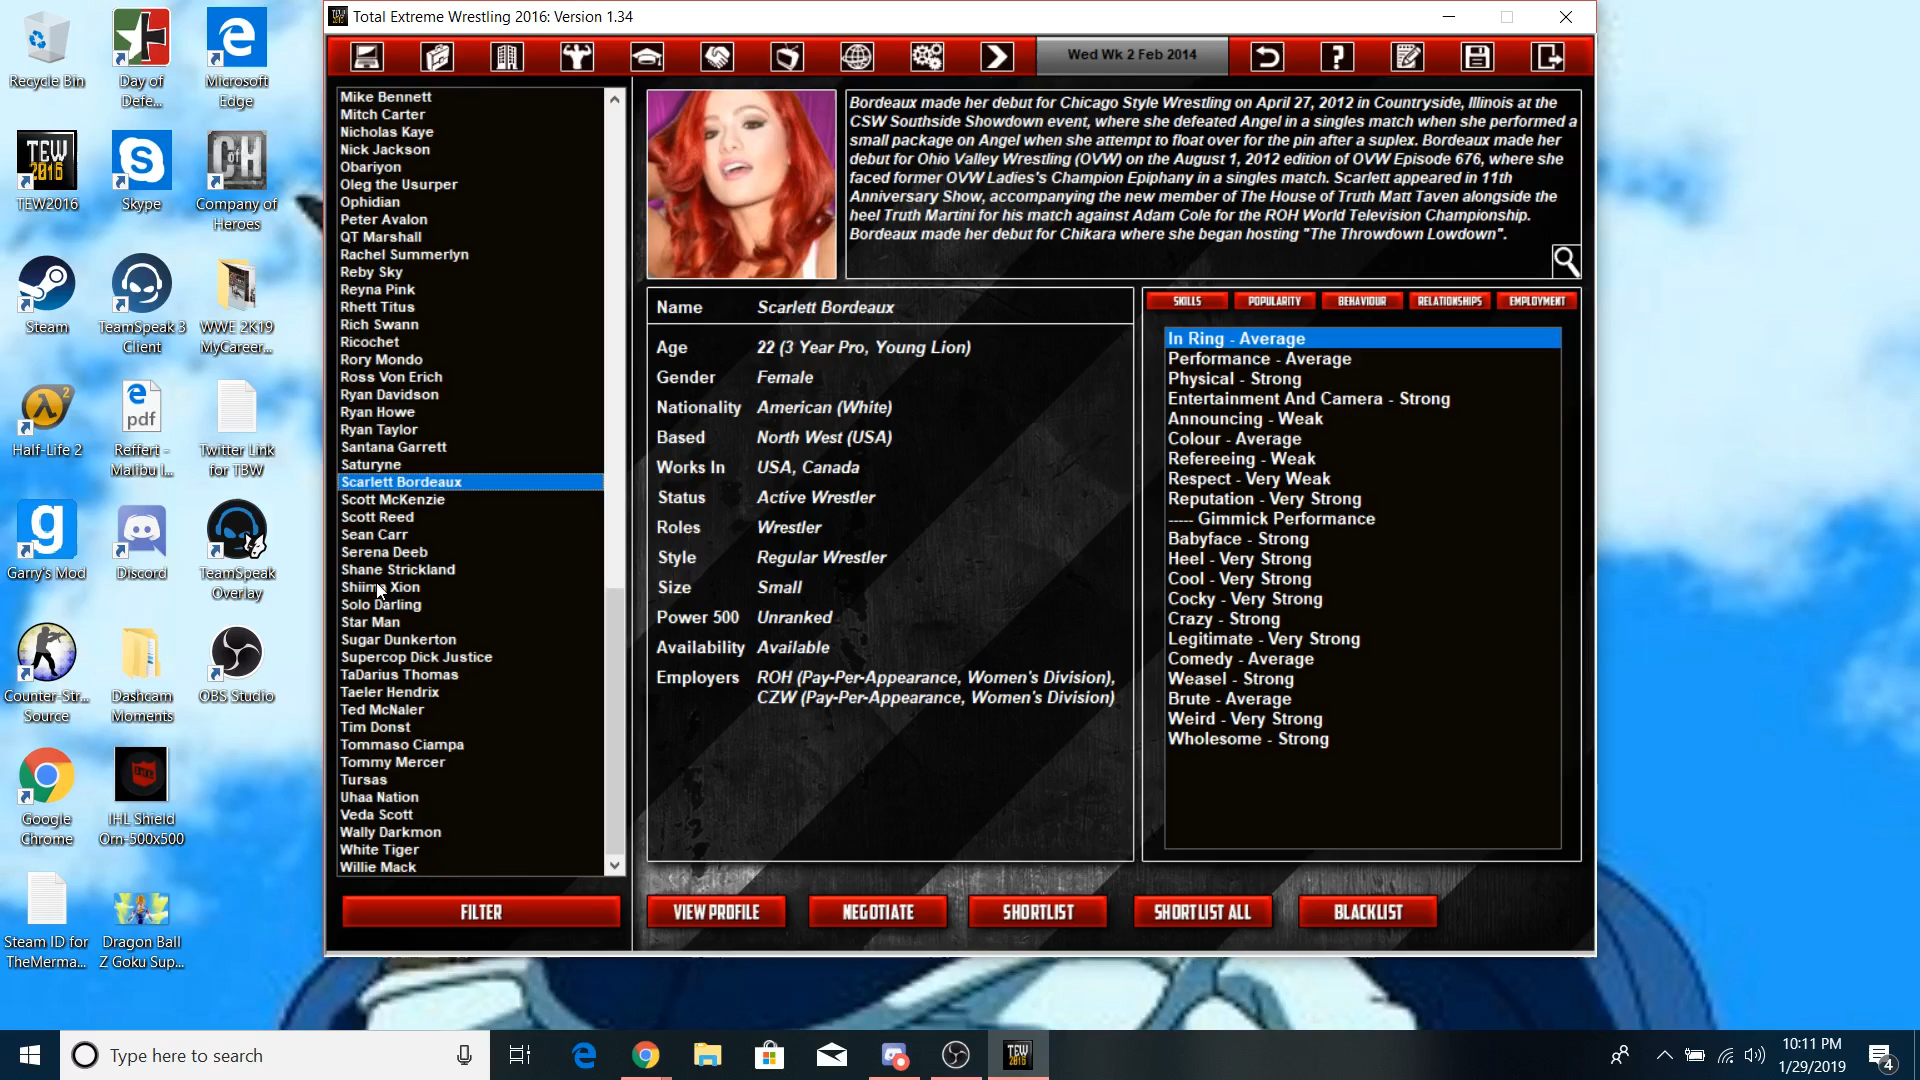 Total Extreme Wrestling 2016: Version 1.34
Wed Wk 2 Feb 2014
Recycle Bin
Day of Defe...
Microsoft Edge
TEW 2016
TEW2016
Skype
Company of Heroes
Steam
TeamSpeak 3 Client
WWE 2K19 MyCareer...
Half-Life 2
pdf
Reffert - Malibu I...
Twitter Link for TBW
Garry's Mod
Discord
TeamSpeak Overlay
Counter-Str... Source
Dashcam Moments
OBS Studio
Google Chrome
IHL Shield Orn-500x500
Steam ID for TheMerma...
Dragon Ball Z Goku Sup...
Mike Bennett
Mitch Carter
Nicholas Kaye
Nick Jackson
Obariyon
Oleg the Usurper
Ophidian
Peter Avalon
QT Marshall
Rachel Summerlyn
Reby Sky
Reyna Pink
Rhett Titus
Rich Swann
Ricochet
Rory Mondo
Ross Von Erich
Ryan Davidson
Ryan Howe
Ryan Taylor
Santana Garrett
Saturyne
Scarlett Bordeaux
Scott McKenzie
Scott Reed
Sean Carr
Serena Deeb
Shane Strickland
Shiima Xion
Solo Darling
Star Man
Sugar Dunkerton
Supercop Dick Justice
TaDarius Thomas
Taeler Hendrix
Ted McNaler
Tim Donst
Tommaso Ciampa
Tommy Mercer
Tursas
Uhaa Nation
Veda Scott
Wally Darkmon
White Tiger
Willie Mack
FILTER
Bordeaux made her debut for Chicago Style Wrestling on April 27, 2012 in Countryside, Illinois at the
CSW Southside Showdown event, where she defeated Angel in a singles match when she performed a
small package on Angel when she attempt to float over for the pin after a suplex. Bordeaux made her
debut for Ohio Valley Wrestling (OVW) on the August 1, 2012 edition of OVW Episode 676, where she
faced former OVW Ladies's Champion Epiphany in a singles match. Scarlett appeared in 11th
Anniversary Show, accompanying the new member of The House of Truth Matt Taven alongside the
heel Truth Martini for his match against Adam Cole for the ROH World Television Championship.
Bordeaux made her debut for Chikara where she began hosting "The Throwdown Lowdown".
Name Scarlett Bordeaux
Age 22 (3 Year Pro, Young Lion)
Gender Female
Nationality American (White)
Based North West (USA)
Works In USA, Canada
Status Active Wrestler
Roles Wrestler
Style Regular Wrestler
Size Small
Power 500 Unranked
Availability Available
Employers ROH (Pay-Per-Appearance, Women's Division),
CZW (Pay-Per-Appearance, Women's Division)
SKILLS POPULARITY BEHAVIOUR RELATIONSHIPS EMPLOYMENT
In Ring - Average
Performance - Average
Physical - Strong
Entertainment And Camera - Strong
Announcing - Weak
Colour - Average
Refereeing - Weak
Respect - Very Weak
Reputation - Very Strong
----- Gimmick Performance
Babyface - Strong
Heel - Very Strong
Cool - Very Strong
Cocky - Very Strong
Crazy - Strong
Legitimate - Very Strong
Comedy - Average
Weasel - Strong
Brute - Average
Weird - Very Strong
Wholesome - Strong
VIEW PROFILE NEGOTIATE SHORTLIST SHORTLIST ALL BLACKLIST
Type here to search
TEW 2016
10:11 PM
1/29/2019
4